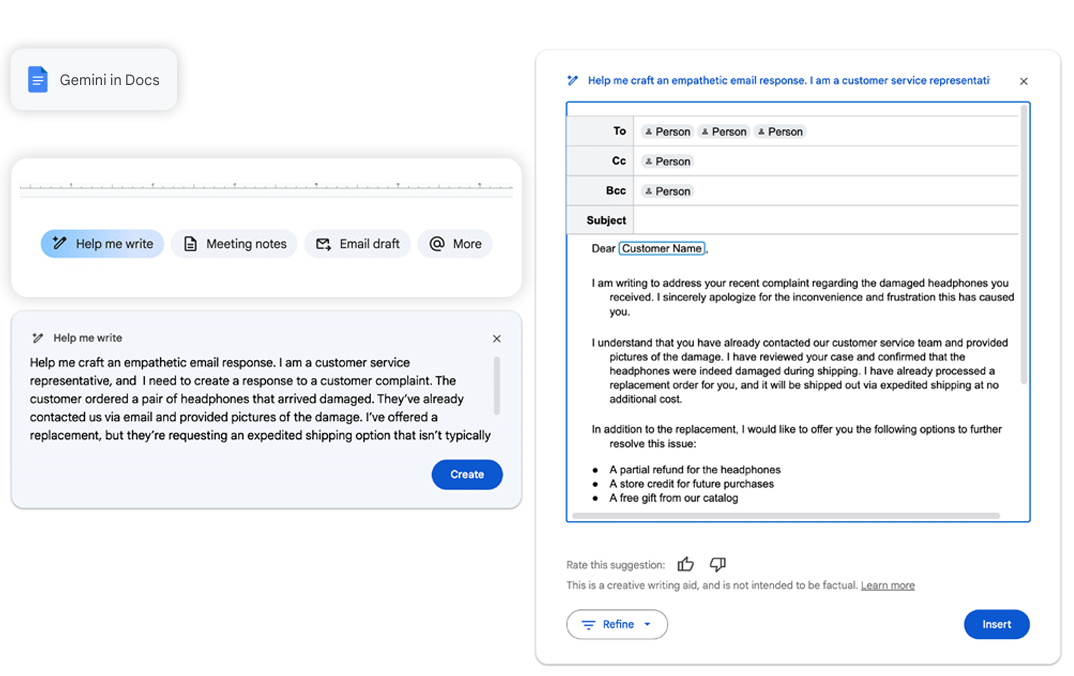 Gemini in Docs
Help me write
Meeting notes
Email draft
More
Help me write
Help me craft an empathetic email response. I am a customer service
representative, and I need to create a response to a customer complaint. The
customer ordered a pair of headphones that arrived damaged. They've already
contacted us via email and provided pictures of the damage. I've offered a
replacement, but they're requesting an expedited shipping option that isn't typically
Create
Help me craft an empathetic email response. I am a customer service representati
To
Person
Person
Person
Cc
Person
Bcc
Person
Subject
Dear Customer Name,
I am writing to address your recent complaint regarding the damaged headphones you
received. I sincerely apologize for the inconvenience and frustration this has caused
you.
I understand that you have already contacted our customer service team and provided
pictures of the damage. I have reviewed your case and confirmed that the
headphones were indeed damaged during shipping. I have already processed a
replacement order for you, and it will be shipped out via expedited shipping at no
additional cost.
In addition to the replacement, I would like to offer you the following options to further
resolve this issue:
● A partial refund for the headphones
● A store credit for future purchases
● A free gift from our catalog
Rate this suggestion:
This is a creative writing aid, and is not intended to be factual. Learn more
Refine
Insert